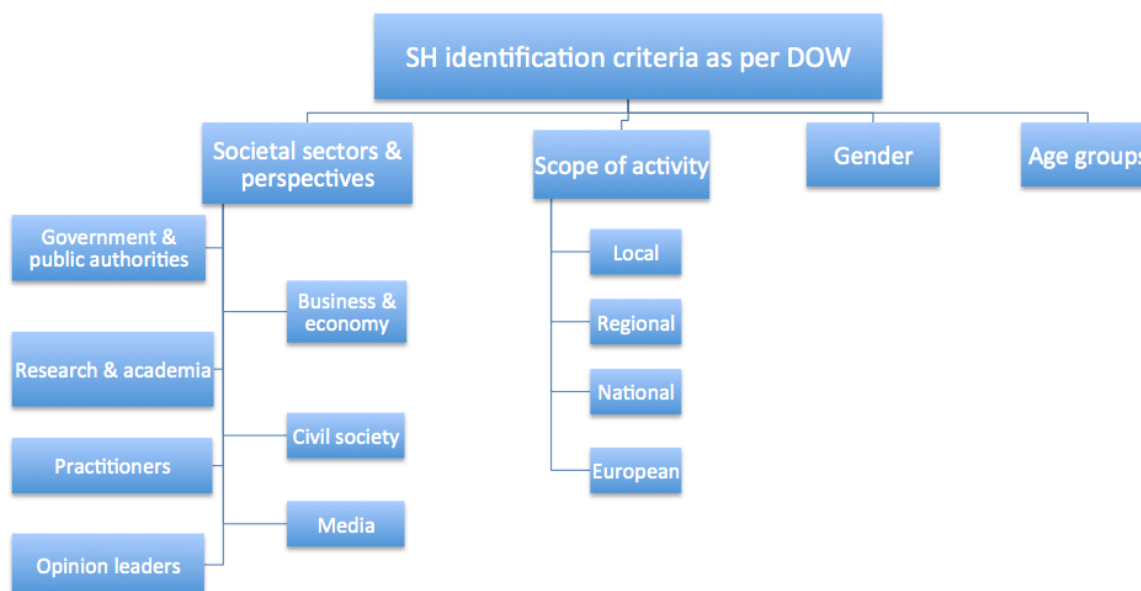 SH identification criteria as per DOW
Societal sectors &
perspectives
Scope of activity
Gender
Age groups
Government &
public authorities
Business &
economy
Research & academia
Civil society
Practitioners
Media
Opinion leaders
Local
Regional
National
European